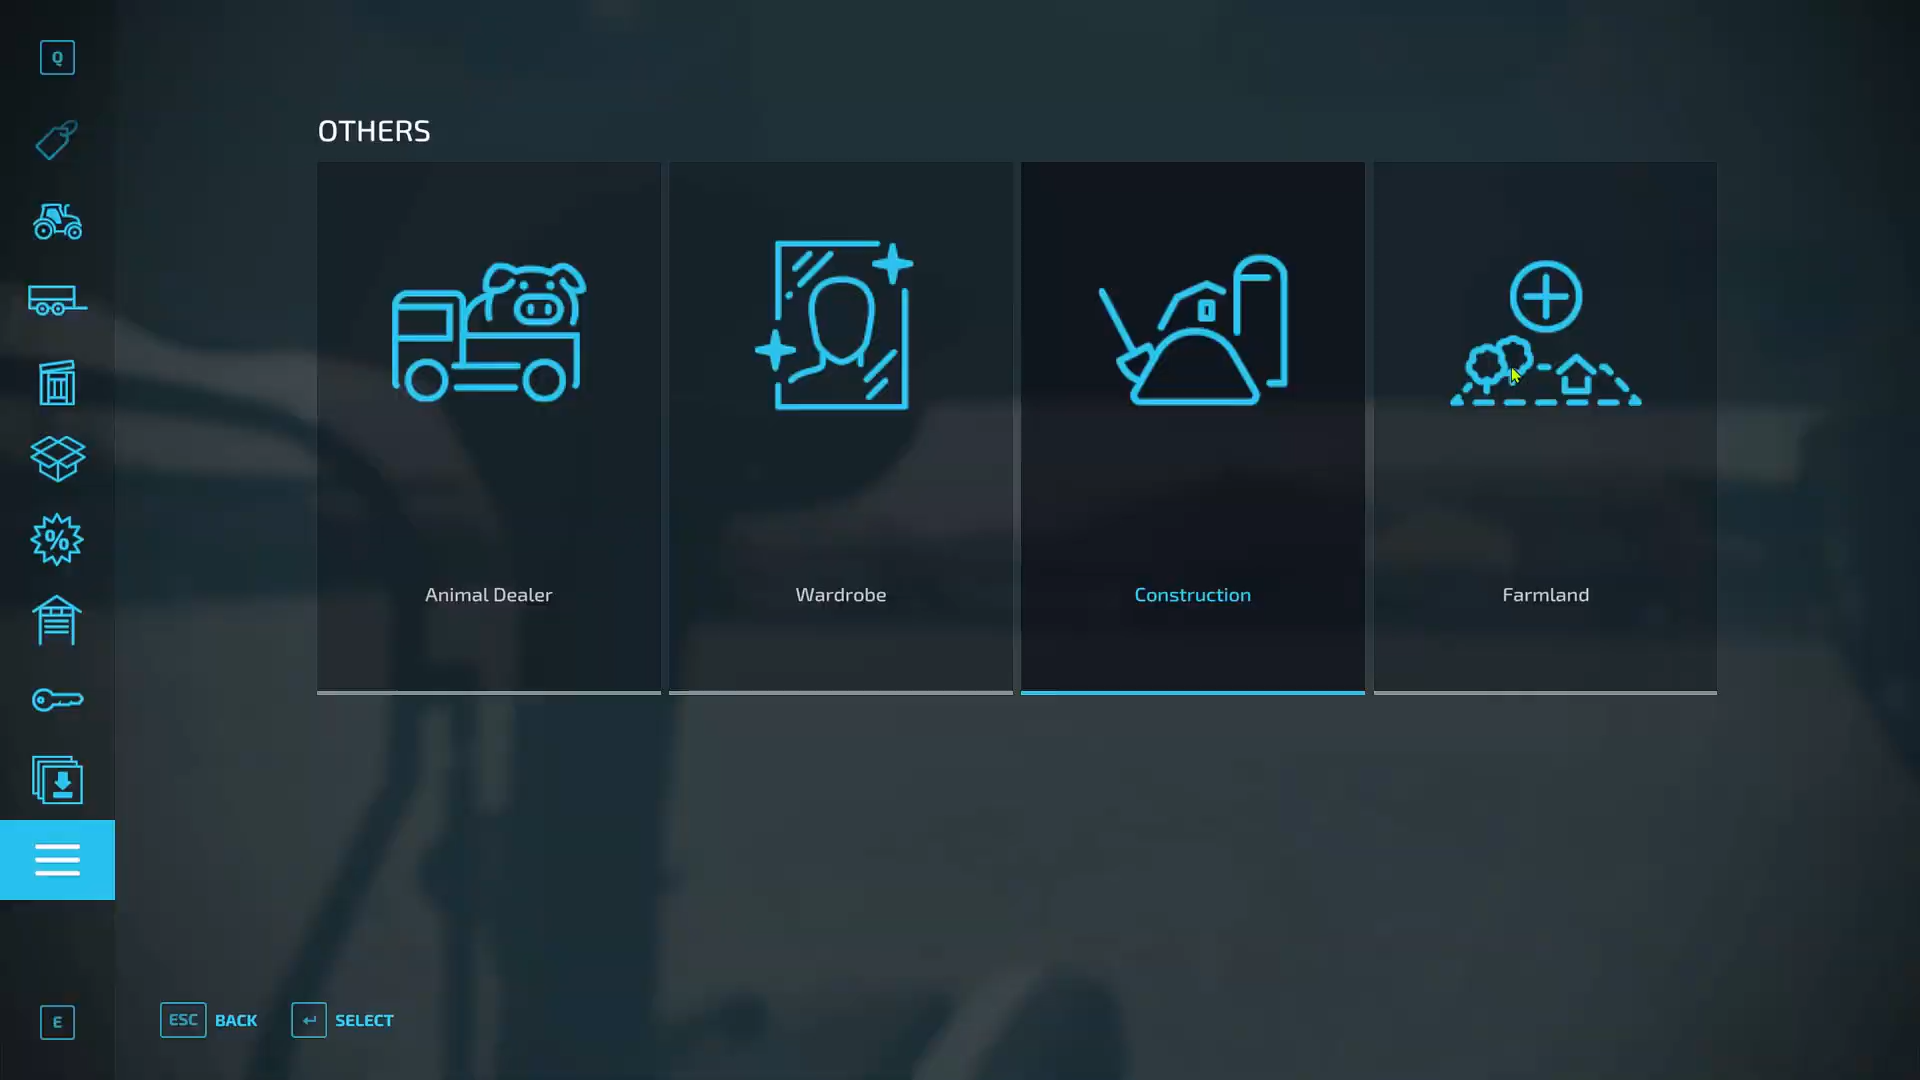 Q
OTHERS
Animal Dealer
Wardrobe
Construction
Farmland
%
E
ESC BACK ↵ SELECT